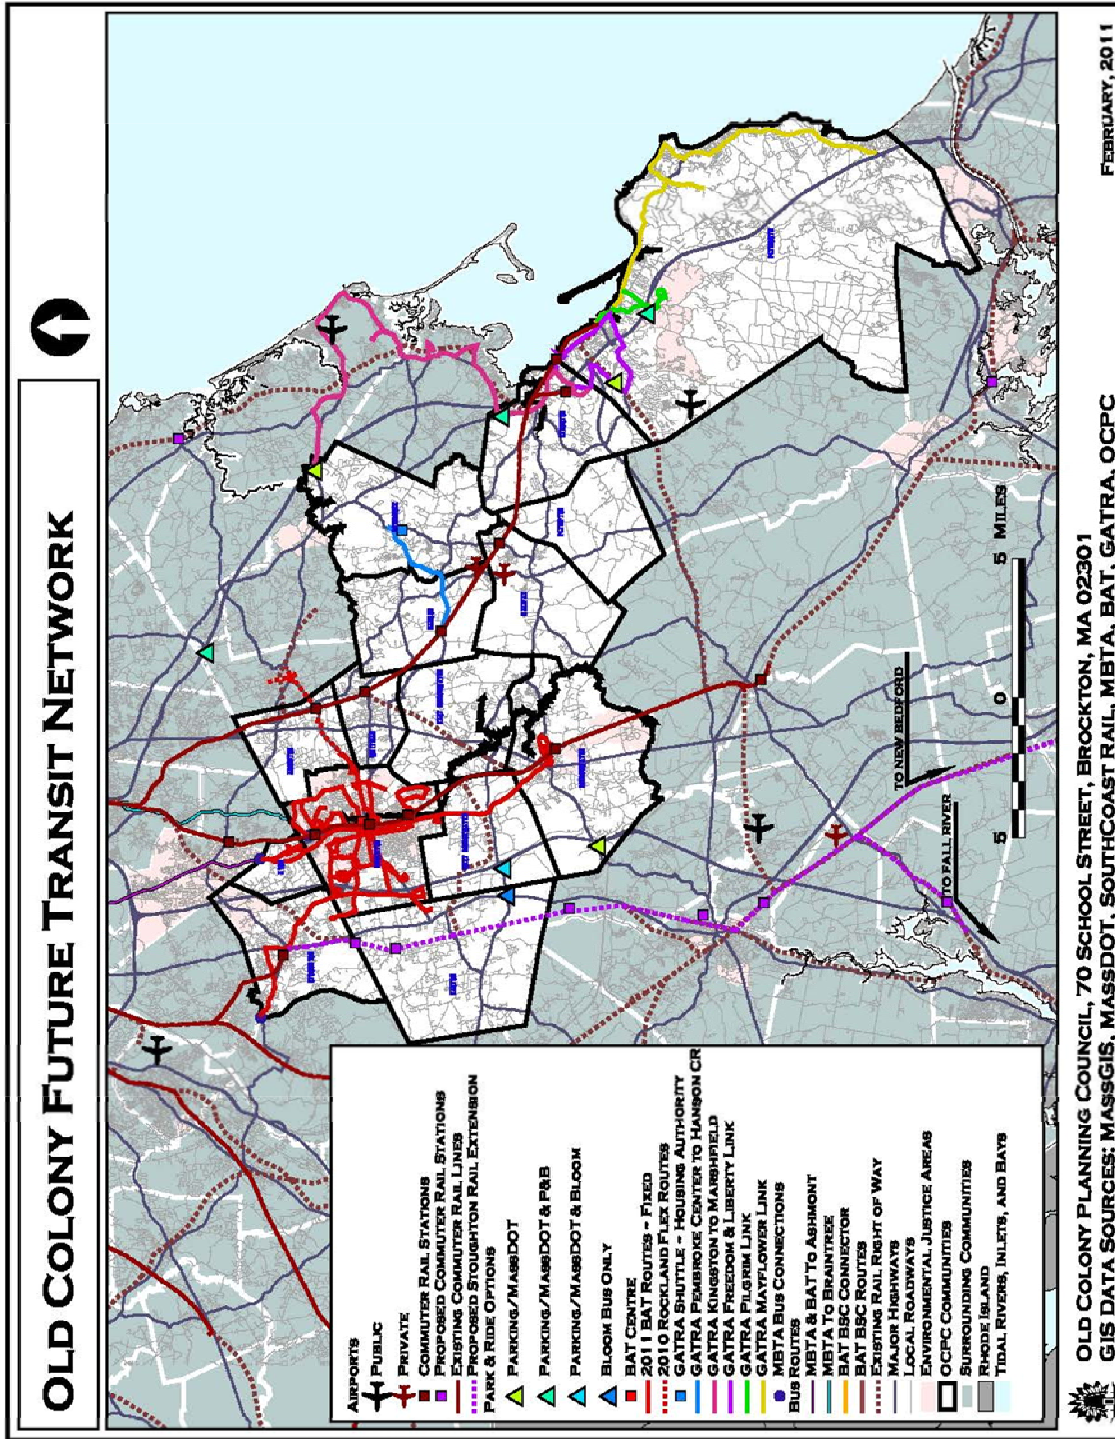 OLD COLONY FUTURE TRANSIT NETWORK
AIRPORTS
PUBLIC
PRIVATE
COMMUTER RAIL STATIONS
PROPOSED COMMUTER RAIL STATIONS
EXISTING COMMUTER RAIL LINES
PROPOSED STOUGHTON RAIL EXTENSION
PARK & RIDE OPTIONS
PARKING/MASSDOT
PARKING/MASSDOT & P&B
PARKING/MASSDOT & BLOOM
BLOOM BUS ONLY
BAT CENTRE
2011 BAT ROUTES - FIXED
2010 ROCKLAND FLEX ROUTES
GATRA SHUTTLE - HOUSING AUTHORITY
GATRA PEMBROKE CENTER TO HANSON CR
GATRA KINGSTON TO MARSHFIELD
GATRA FREEDOM & LIBERTY LINK
GATRA PILGRIM LINK
GATRA MAYFLOWER LINK
MBTA BUS CONNECTIONS
BUS ROUTES
MBTA & BAT TO ASHMONT
MBTA TO BRAINTREE
BAT BSC CONNECTOR
BAT BSC ROUTES
EXISTING RAIL RIGHT OF WAY
MAJOR HIGHWAYS
LOCAL ROADWAYS
ENVIRONMENTAL JUSTICE AREAS
OCPC COMMUNITIES
SURROUNDING COMMUNITIES
RHODE ISLAND
TIDAL RIVERS, INLETS, AND BAYS
TO NEW BEDFORD
TO FALL RIVER
5 0 5 MILES
OLD COLONY PLANNING COUNCIL, 70 SCHOOL STREET, BROCKTON, MA 02301
GIS DATA SOURCES: MASSGIS, MASSDOT, SOUTHCOAST RAIL, MBTA, BAT, GATRA, OCPC
FEBRUARY, 2011